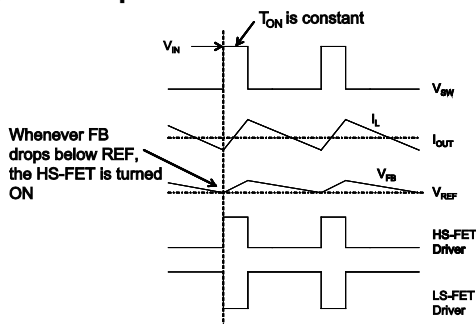 T_ON is constant
V_IN
V_SW
I_L
I_OUT
Whenever FB
drops below REF,
the HS-FET is turned
ON
V_FB
V_REF
HS-FET
Driver
LS-FET
Driver